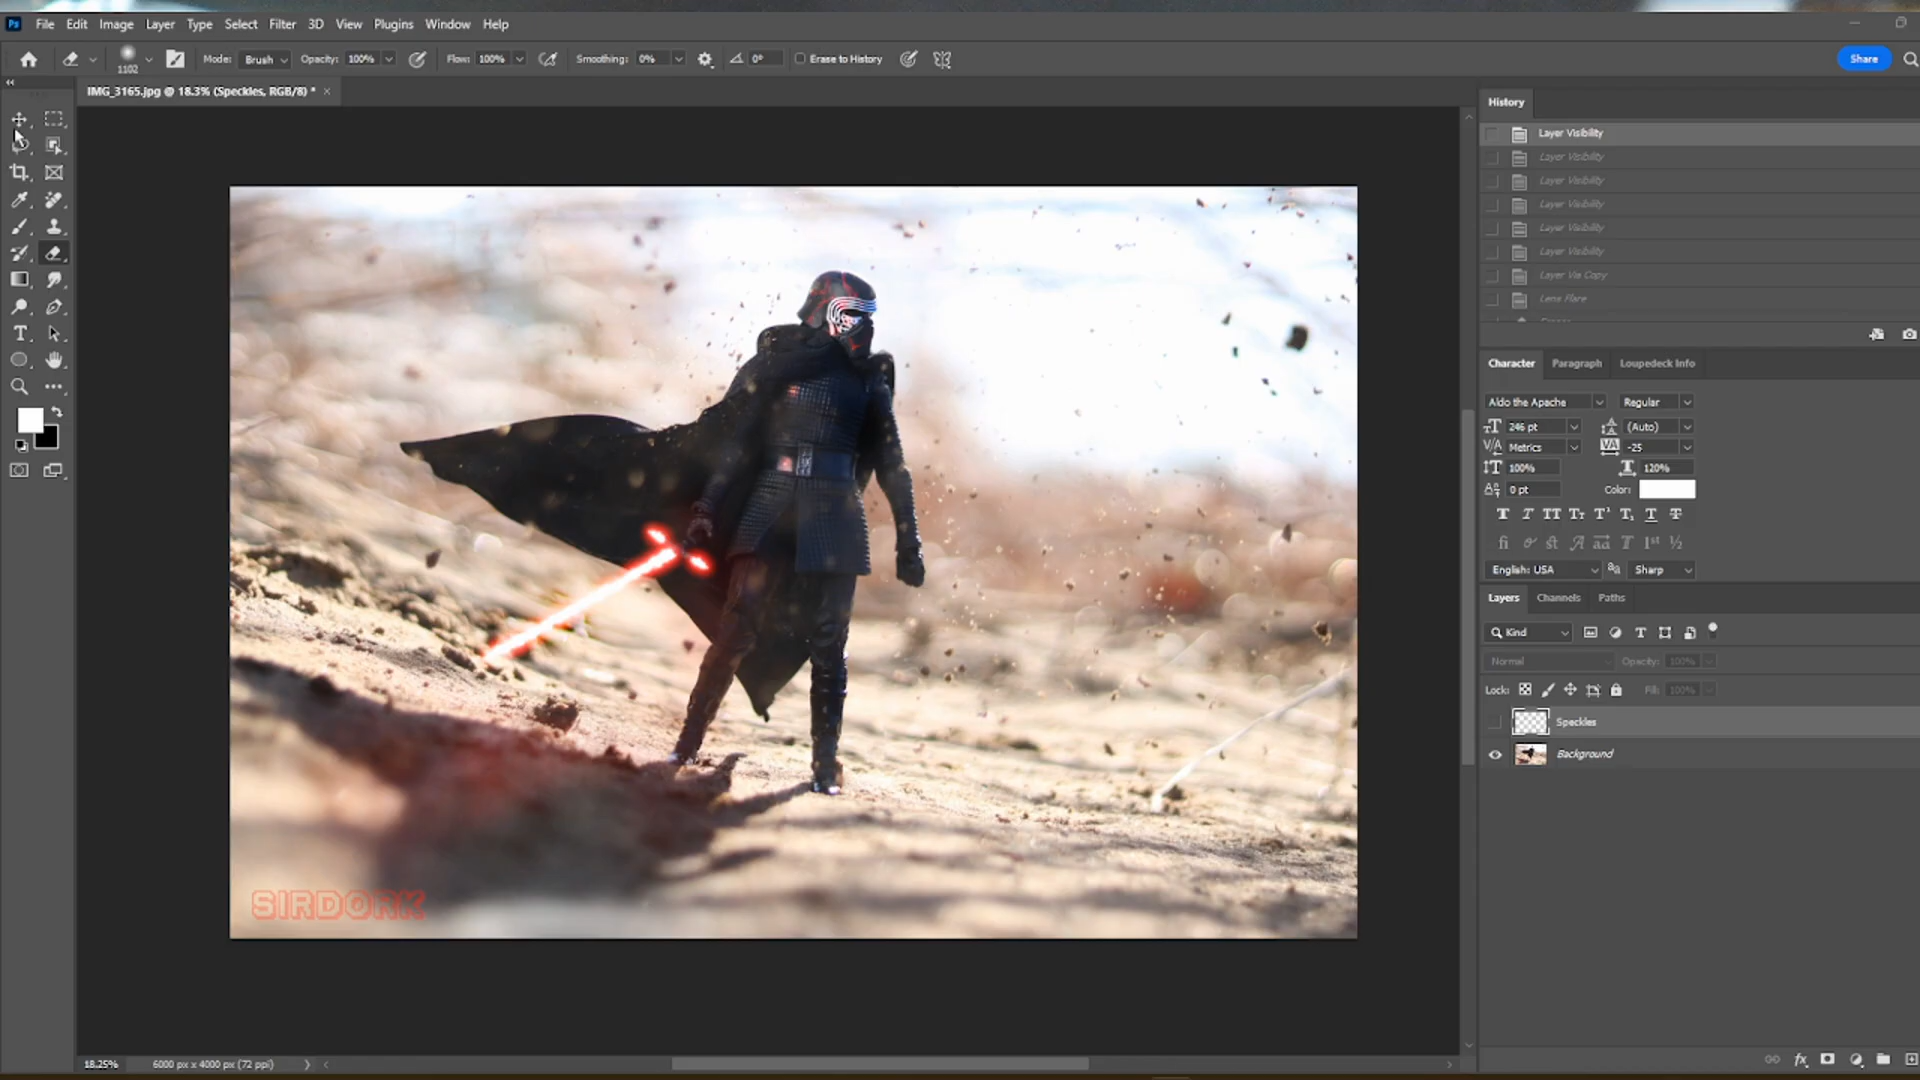 Ps File Edit Image Layer Type Select Filter 3D View Plugins Window Help
1102 Mode: Brush Opacity: 100% Flow: 100% Smoothing: 0% 0° Erase to History Share
IMG_3165.jpg @ 18.3% (Speckles, RGB/8) * ×
History
Layer Visibility
Layer Visibility
Layer Visibility
Layer Visibility
Layer Visibility
Layer Visibility
Layer Via Copy
Lens Flare
Character Paragraph Loupedeck Info
Aldo the Apache Regular
246 pt (Auto)
Metrics -25
100% 120%
0 pt Color:
English: USA Sharp
Layers Channels Paths
Kind
Normal Opacity: 100%
Lock: Fill: 100%
Speckles
Background
SIRDORK
18.25% 6000 px x 4000 px (72 ppi)